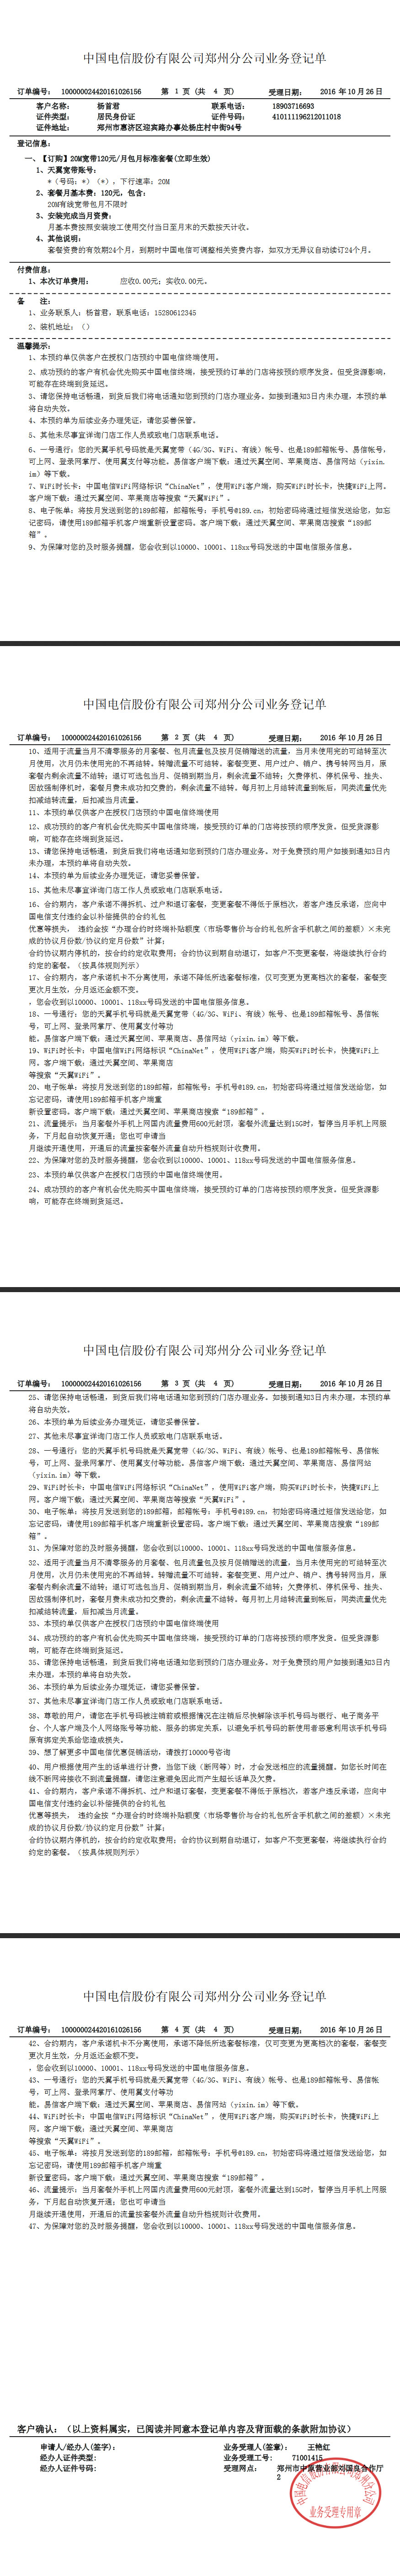 中国电信股份有限公司郑州分公司业务登记单
订单编号： 100000024420161026156 第 1 页（共 4 页） 受理日期： 2016 年 10 月 26 日
客户名称： 杨首君 联系电话： 18903716693
证件类型： 居民身份证 证件号码： 410111196212011018
证件地址： 郑州市惠济区迎宾路办事处杨庄村中街94号
登记信息：
一、【订购】20M宽带120元/月包月标准套餐(立即生效)
1、天翼宽带账号：
*（号码：*）（*），下行速率：20M
2、套餐月基本费：120元，包含：
20M有线宽带包月不限时
3、安装完成当月资费：
月基本费按照安装竣工使用交付当日至月末的天数按天计收。
4、其他说明：
套餐资费的有效期24个月，到期时中国电信可调整相关资费内容，如双方无异议自动续订24个月。
付费信息：
1、本次订单费用： 应收0.00元；实收0.00元。
备 注：
1、业务联系人：杨首君，联系电话：15280612345
2、装机地址：（）
温馨提示：
1、本预约单仅供客户在授权门店预约中国电信终端使用。
2、成功预约的客户有机会优先购买中国电信终端，接受预约订单的门店将按预约顺序发货。但受货源影响，
可能存在终端到货延迟。
3、请您保持电话畅通，到货后我们将电话通知您到预约门店办理业务。如接到通知3日内未办理，本预约单
将自动失效。
4、本预约单为后续业务办理凭证，请您妥善保管。
5、其他未尽事宜详询门店工作人员或致电门店联系电话。
6、一号通行：您的天翼手机号码就是天翼宽带（4G/3G、WiFi、有线）帐号、也是189邮箱帐号、易信帐号，
可上网、登录网掌厅、使用翼支付等功能。易信客户端下载：通过天翼空间、苹果商店、易信网站（yixin.
im）等下载。
7、WiFi时长卡：中国电信WiFi网络标识“ChinaNet”，使用WiFi客户端，购买WiFi时长卡，快捷WiFi上网。
客户端下载：通过天翼空间、苹果商店等搜索“天翼WiFi”。
8、电子帐单：将按月发送到您的189邮箱，邮箱帐号：手机号@189.cn，初始密码将通过短信发送给您，如忘
记密码，请使用189邮箱手机客户端重新设置密码。客户端下载：通过天翼空间、苹果商店搜索“189邮
箱”。
9、为保障对您的及时服务提醒，您会收到以10000、10001、118xx号码发送的中国电信服务信息。
中国电信股份有限公司郑州分公司业务登记单
订单编号： 100000024420161026156 第 2 页（共 4 页） 受理日期： 2016 年 10 月 26 日
10、适用于流量当月不清零服务的月套餐、包月流量包及按月促销赠送的流量，当月未使用完的可结转至次
月使用，次月仍未使用完的不再结转。转赠流量不可结转。套餐变更、用户过户、销户、携号转网当月，原
套餐内剩余流量不结转；退订可选包当月、促销到期当月，剩余流量不结转；欠费停机、停机保号、挂失、
因故强制停机时，套餐月费未成功扣交费的，剩余流量不结转。每月初上月结转流量到帐后，同类流量优先
扣减结转流量，后扣减当月流量。
11、本预约单仅供客户在授权门店预约中国电信终端使用
12、成功预约的客户有机会优先购买中国电信终端，接受预约订单的门店将按预约顺序发货。但受货源影
响，可能存在终端到货延迟。
13、请您保持电话畅通，到货后我们将电话通知您到预约门店办理业务。对于免费预约用户如接到通知3日内
未办理，本预约单将自动失效。
14、本预约单为后续业务办理凭证，请您妥善保管。
15、其他未尽事宜详询门店工作人员或致电门店联系电话。
16、合约期内，客户承诺不得拆机、过户和退订套餐，变更套餐不得低于原档次，若客户违反承诺，应向中
国电信支付违约金以补偿提供的合约礼包
优惠等损失， 违约金按“办理合约时终端补贴额度（市场零售价与合约礼包所含手机款之间的差额）×未完
成的协议月份数/协议约定月份数”计算；
合约协议期内停机的，按合约约定收取费用；合约协议到期自动退订，如客户不变更套餐，将继续执行合约
约定的套餐。（按具体规则列示）
17、合约期内，客户承诺机卡不分离使用，承诺不降低所选套餐标准，仅可变更为更高档次的套餐，套餐变
更次月生效，分月返还金额不变。
，您会收到以10000、10001、118xx号码发送的中国电信服务信息。
18、一号通行：您的天翼手机号码就是天翼宽带（4G/3G、WiFi、有线）帐号、也是189邮箱帐号、易信帐
号，可上网、登录网掌厅、使用翼支付等功
能。易信客户端下载：通过天翼空间、苹果商店、易信网站（yixin.im）等下载。
19、WiFi时长卡：中国电信WiFi网络标识“ChinaNet”，使用WiFi客户端，购买WiFi时长卡，快捷WiFi上
网。客户端下载：通过天翼空间、苹果商店
等搜索“天翼WiFi”。
20、电子帐单：将按月发送到您的189邮箱，邮箱帐号：手机号@189.cn，初始密码将通过短信发送给您，如
忘记密码，请使用189邮箱手机客户端重
新设置密码。客户端下载：通过天翼空间、苹果商店搜索“189邮箱”。
21、流量提示：当月套餐外手机上网国内流量费用600元封顶，套餐外流量达到15G时，暂停当月手机上网服
务，下月起自动恢复开通；您也可申请当
月继续开通使用，开通后的流量按套餐外流量自动升档规则计收费用。
22、为保障对您的及时服务提醒，您会收到以10000、10001、118xx号码发送的中国电信服务信息。
23、本预约单仅供客户在授权门店预约中国电信终端使用。
24、成功预约的客户有机会优先购买中国电信终端，接受预约订单的门店将按预约顺序发货。但受货源影
响，可能存在终端到货延迟。
中国电信股份有限公司郑州分公司业务登记单
订单编号： 100000024420161026156 第 3 页（共 4 页） 受理日期： 2016 年 10 月 26 日
25、请您保持电话畅通，到货后我们将电话通知您到预约门店办理业务。如接到通知3日内未办理，本预约单
将自动失效。
26、本预约单为后续业务办理凭证，请您妥善保管。
27、其他未尽事宜详询门店工作人员或致电门店联系电话。
28、一号通行：您的天翼手机号码就是天翼宽带（4G/3G、WiFi、有线）帐号、也是189邮箱帐号、易信帐
号，可上网、登录网掌厅、使用翼支付等功能。易信客户端下载：通过天翼空间、苹果商店、易信网站
（yixin.im）等下载。
29、WiFi时长卡：中国电信WiFi网络标识“ChinaNet”，使用WiFi客户端，购买WiFi时长卡，快捷WiFi上
网。客户端下载：通过天翼空间、苹果商店等搜索“天翼WiFi”。
30、电子帐单：将按月发送到您的189邮箱，邮箱帐号：手机号@189.cn，初始密码将通过短信发送给您，如
忘记密码，请使用189邮箱手机客户端重新设置密码。客户端下载：通过天翼空间、苹果商店搜索“189邮
箱”。
31、为保障对您的及时服务提醒，您会收到以10000、10001、118xx号码发送的中国电信服务信息。
32、适用于流量当月不清零服务的月套餐、包月流量包及按月促销赠送的流量，当月未使用完的可结转至次
月使用，次月仍未使用完的不再结转。转赠流量不可结转。套餐变更、用户过户、销户、携号转网当月，原
套餐内剩余流量不结转；退订可选包当月、促销到期当月，剩余流量不结转；欠费停机、停机保号、挂失、
因故强制停机时，套餐月费未成功扣交费的，剩余流量不结转。每月初上月结转流量到帐后，同类流量优先
扣减结转流量，后扣减当月流量。
33、本预约单仅供客户在授权门店预约中国电信终端使用
34、成功预约的客户有机会优先购买中国电信终端，接受预约订单的门店将按预约顺序发货。但受货源影
响，可能存在终端到货延迟。
35、请您保持电话畅通，到货后我们将电话通知您到预约门店办理业务。对于免费预约用户如接到通知3日内
未办理，本预约单将自动失效。
36、本预约单为后续业务办理凭证，请您妥善保管。
37、其他未尽事宜详询门店工作人员或致电门店联系电话。
38、尊敬的用户，请您在手机号码被注销前或根据情况在注销后尽快解除该手机号码与银行、电子商务平
台、个人客户端及个人网络账号等功能、服务的绑定关系，以避免手机号码的新使用者恶意利用该手机号码
原有绑定关系给您造成损失。
39、想了解更多中国电信优惠促销活动，请拨打10000号咨询
40、用户根据使用产生的话单进行计费，当您下线（断网等）时，才会发送相应的流量提醒。如您长时间在
线不断网将接收不到流量提醒，请您注意避免因此而产生超长话单及欠费。
41、合约期内，客户承诺不得拆机、过户和退订套餐，变更套餐不得低于原档次，若客户违反承诺，应向中
国电信支付违约金以补偿提供的合约礼包
优惠等损失， 违约金按“办理合约时终端补贴额度（市场零售价与合约礼包所含手机款之间的差额）×未完
成的协议月份数/协议约定月份数”计算；
合约协议期内停机的，按合约约定收取费用；合约协议到期自动退订，如客户不变更套餐，将继续执行合约
约定的套餐。（按具体规则列示）
中国电信股份有限公司郑州分公司业务登记单
订单编号： 100000024420161026156 第 4 页（共 4 页） 受理日期： 2016 年 10 月 26 日
42、合约期内，客户承诺机卡不分离使用，承诺不降低所选套餐标准，仅可变更为更高档次的套餐，套餐变
更次月生效，分月返还金额不变。
，您会收到以10000、10001、118xx号码发送的中国电信服务信息。
43、一号通行：您的天翼手机号码就是天翼宽带（4G/3G、WiFi、有线）帐号、也是189邮箱帐号、易信帐
号，可上网、登录网掌厅、使用翼支付等功
能。易信客户端下载：通过天翼空间、苹果商店、易信网站（yixin.im）等下载。
44、WiFi时长卡：中国电信WiFi网络标识“ChinaNet”，使用WiFi客户端，购买WiFi时长卡，快捷WiFi上
网。客户端下载：通过天翼空间、苹果商店
等搜索“天翼WiFi”。
45、电子帐单：将按月发送到您的189邮箱，邮箱帐号：手机号@189.cn，初始密码将通过短信发送给您，如
忘记密码，请使用189邮箱手机客户端重
新设置密码。客户端下载：通过天翼空间、苹果商店搜索“189邮箱”。
46、流量提示：当月套餐外手机上网国内流量费用600元封顶，套餐外流量达到15G时，暂停当月手机上网服
务，下月起自动恢复开通；您也可申请当
月继续开通使用，开通后的流量按套餐外流量自动升档规则计收费用。
47、为保障对您的及时服务提醒，您会收到以10000、10001、118xx号码发送的中国电信服务信息。
客户确认：（以上资料属实，已阅读并同意本登记单内容及背面载的条款附加协议）
申请人/经办人(签字)： 业务受理人(签章)： 王艳红
经办人证件类型： 业务受理工号： 71001415
经办人证件号码： 受理网点： 郑州市中原营业部刘国良合作厅
2
中国电信股份有限公司郑州分公司
业务受理专用章